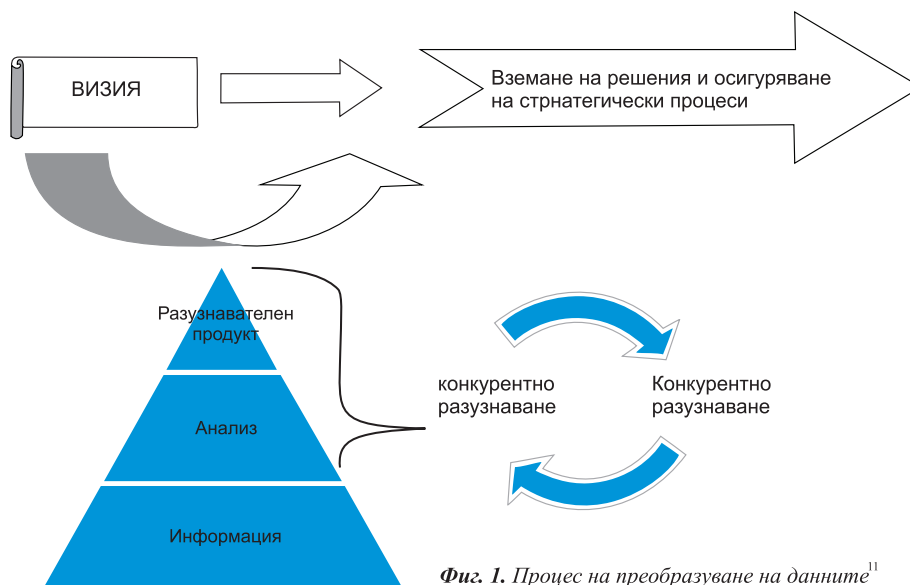 ВИЗИЯ
Вземане на решения и осигуряване
на стрнатегически процеси
Разузнавателен
продукт
Анализ
Информация
конкурентно
разузнаване
Конкурентно
разузнаване
Фиг. 1. Процес на преобразуване на данните¹¹